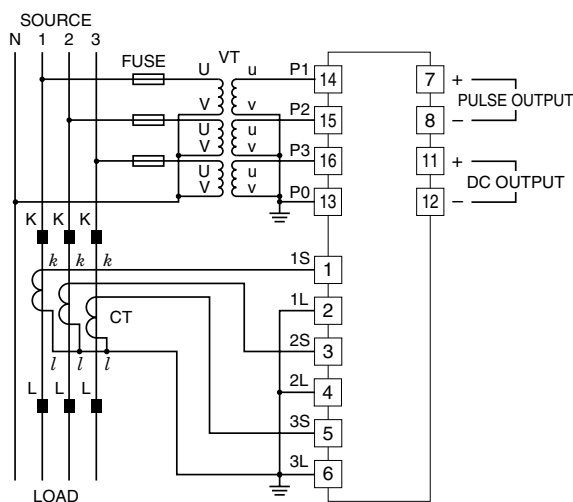 SOURCE
N 1 2 3
FUSE
VT
U u P1 14 7 +
PULSE OUTPUT
V v P2 15 8 −
U u
V v P3 16 11 +
DC OUTPUT
U u
V v P0 13 12 −
K K K
k k k 1S 1
1L 2
CT
2S 3
l l l
L L L 2L 4
3S 5
3L 6
LOAD